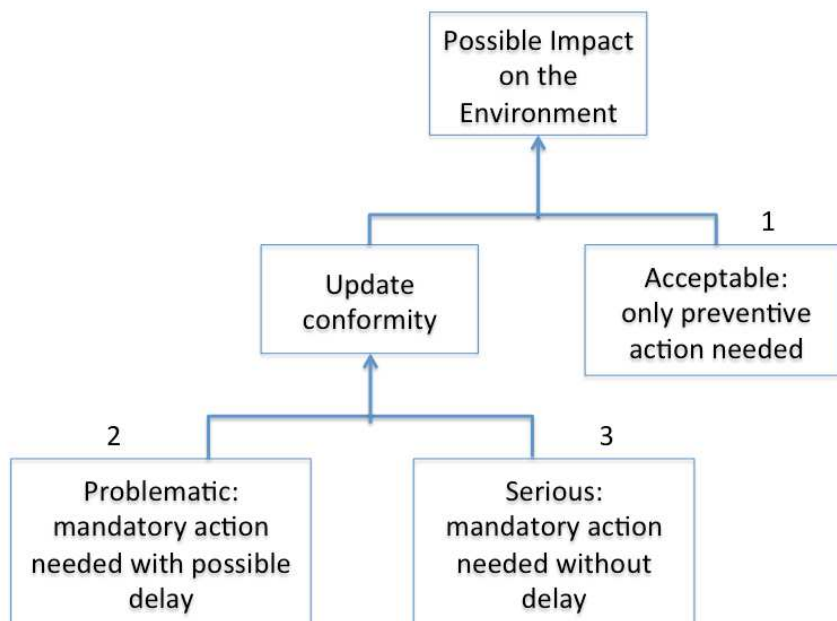 Possible Impact
on the
Environment
1
Update
conformity
Acceptable:
only preventive
action needed
2
3
Problematic:
mandatory action
needed with possible
delay
Serious:
mandatory action
needed without
delay